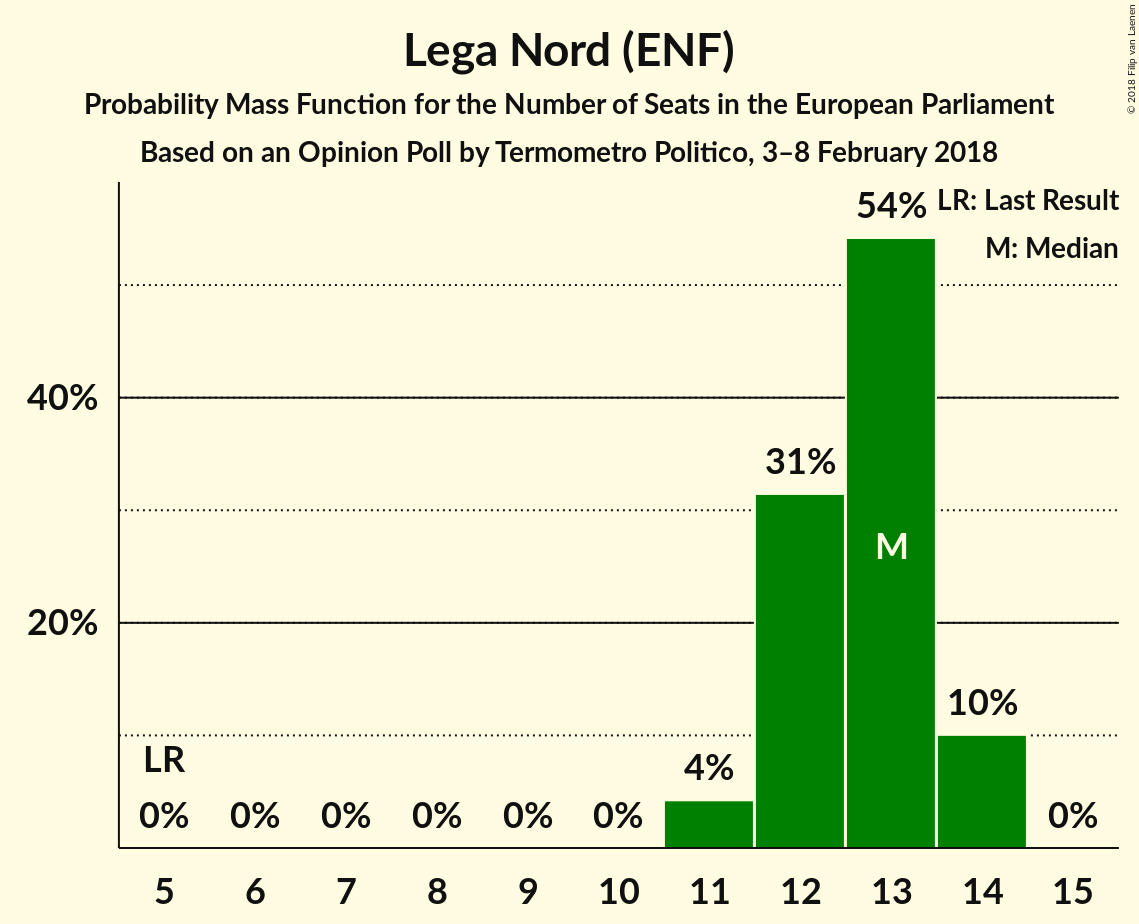 Lega Nord (ENF)
Probability Mass Function for the Number of Seats in the European Parliament
Based on an Opinion Poll by Termometro Politico, 3–8 February 2018
© 2018 Filip van Laenen
LR: Last Result
M: Median
54%
40%
31%
M
20%
10%
LR
4%
0% 0% 0% 0% 0% 0% 0%
5 6 7 8 9 10 11 12 13 14 15